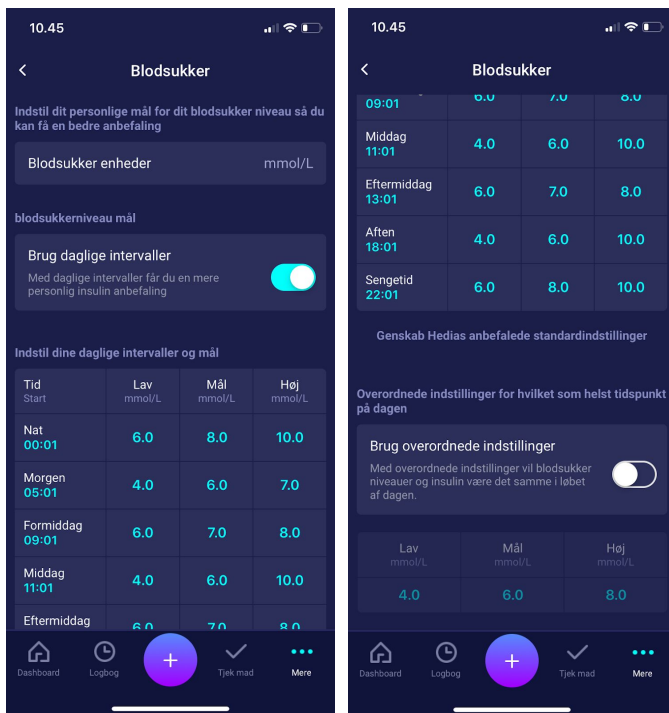 10.45
Blodsukker
Indstil dit personlige mål for dit blodsukker niveau så du
kan få en bedre anbefaling
Blodsukker enheder mmol/L
blodsukkerniveau mål
Brug daglige intervaller
Med daglige intervaller får du en mere
personlig insulin anbefaling
Indstil dine daglige intervaller og mål
Tid Lav Mål Høj
Start mmol/L mmol/L mmol/L
Nat
00:01 6.0 8.0 10.0
Morgen
05:01 4.0 6.0 7.0
Formiddag
09:01 6.0 7.0 8.0
Middag
11:01 4.0 6.0 10.0
Eftermiddag 6.0 7.0 8.0
Dashboard Logbog + Tjek mad Mere
10.45
Blodsukker
09:01 6.0 7.0 8.0
Middag
11:01 4.0 6.0 10.0
Eftermiddag
13:01 6.0 7.0 8.0
Aften
18:01 4.0 6.0 10.0
Sengetid
22:01 6.0 8.0 10.0
Genskab Hedias anbefalede standardindstillinger
Overordnede indstillinger for hvilket som helst tidspunkt
på dagen
Brug overordnede indstillinger
Med overordnede indstillinger vil blodsukker
niveauer og insulin være det samme i løbet
af dagen.
Lav Mål Høj
mmol/L mmol/L mmol/L
4.0 6.0 8.0
Dashboard Logbog + Tjek mad Mere